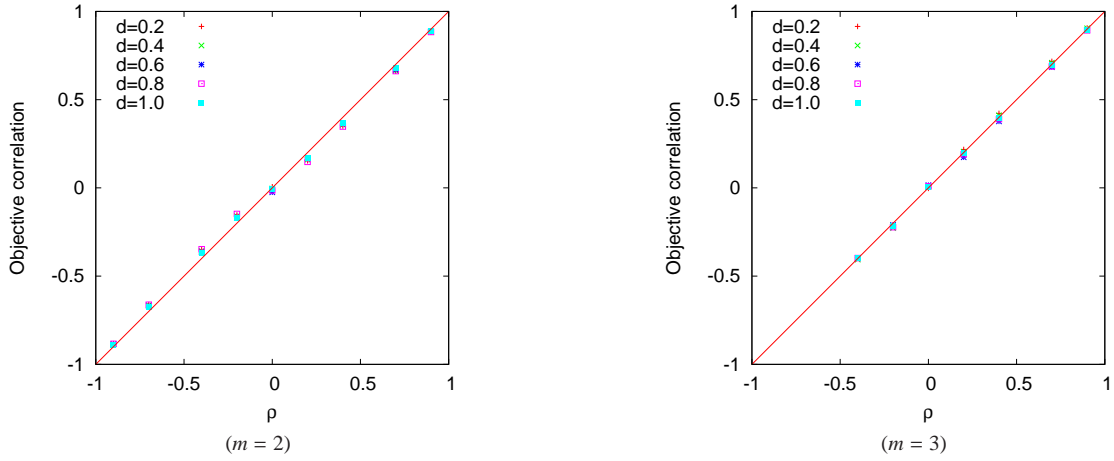 1
0.5
0
-0.5
-1
-1
-0.5
0
0.5
1
Objective correlation
ρ
d=0.2
d=0.4
d=0.6
d=0.8
d=1.0
(m = 2)
1
0.5
0
-0.5
-1
-1
-0.5
0
0.5
1
Objective correlation
ρ
d=0.2
d=0.4
d=0.6
d=0.8
d=1.0
(m = 3)